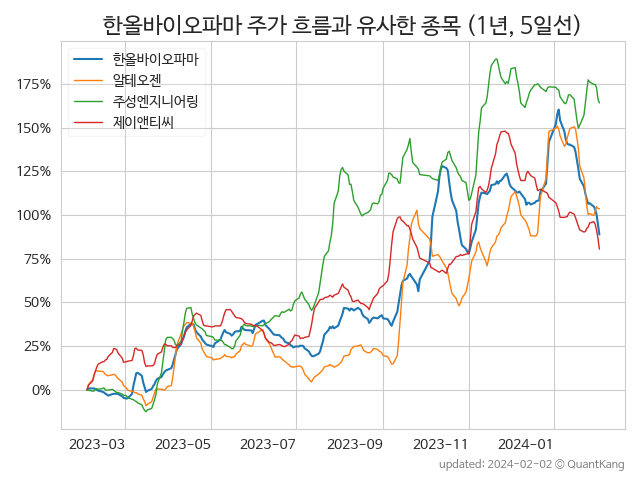 한올바이오파마 주가 흐름과 유사한 종목 (1년, 5일선)
한올바이오파마
알테오젠
주성엔지니어링
제이앤티씨
175%
150%
125%
100%
75%
50%
25%
0%
2023-03 2023-05 2023-07 2023-09 2023-11 2024-01
updated: 2024-02-02 © QuantKang